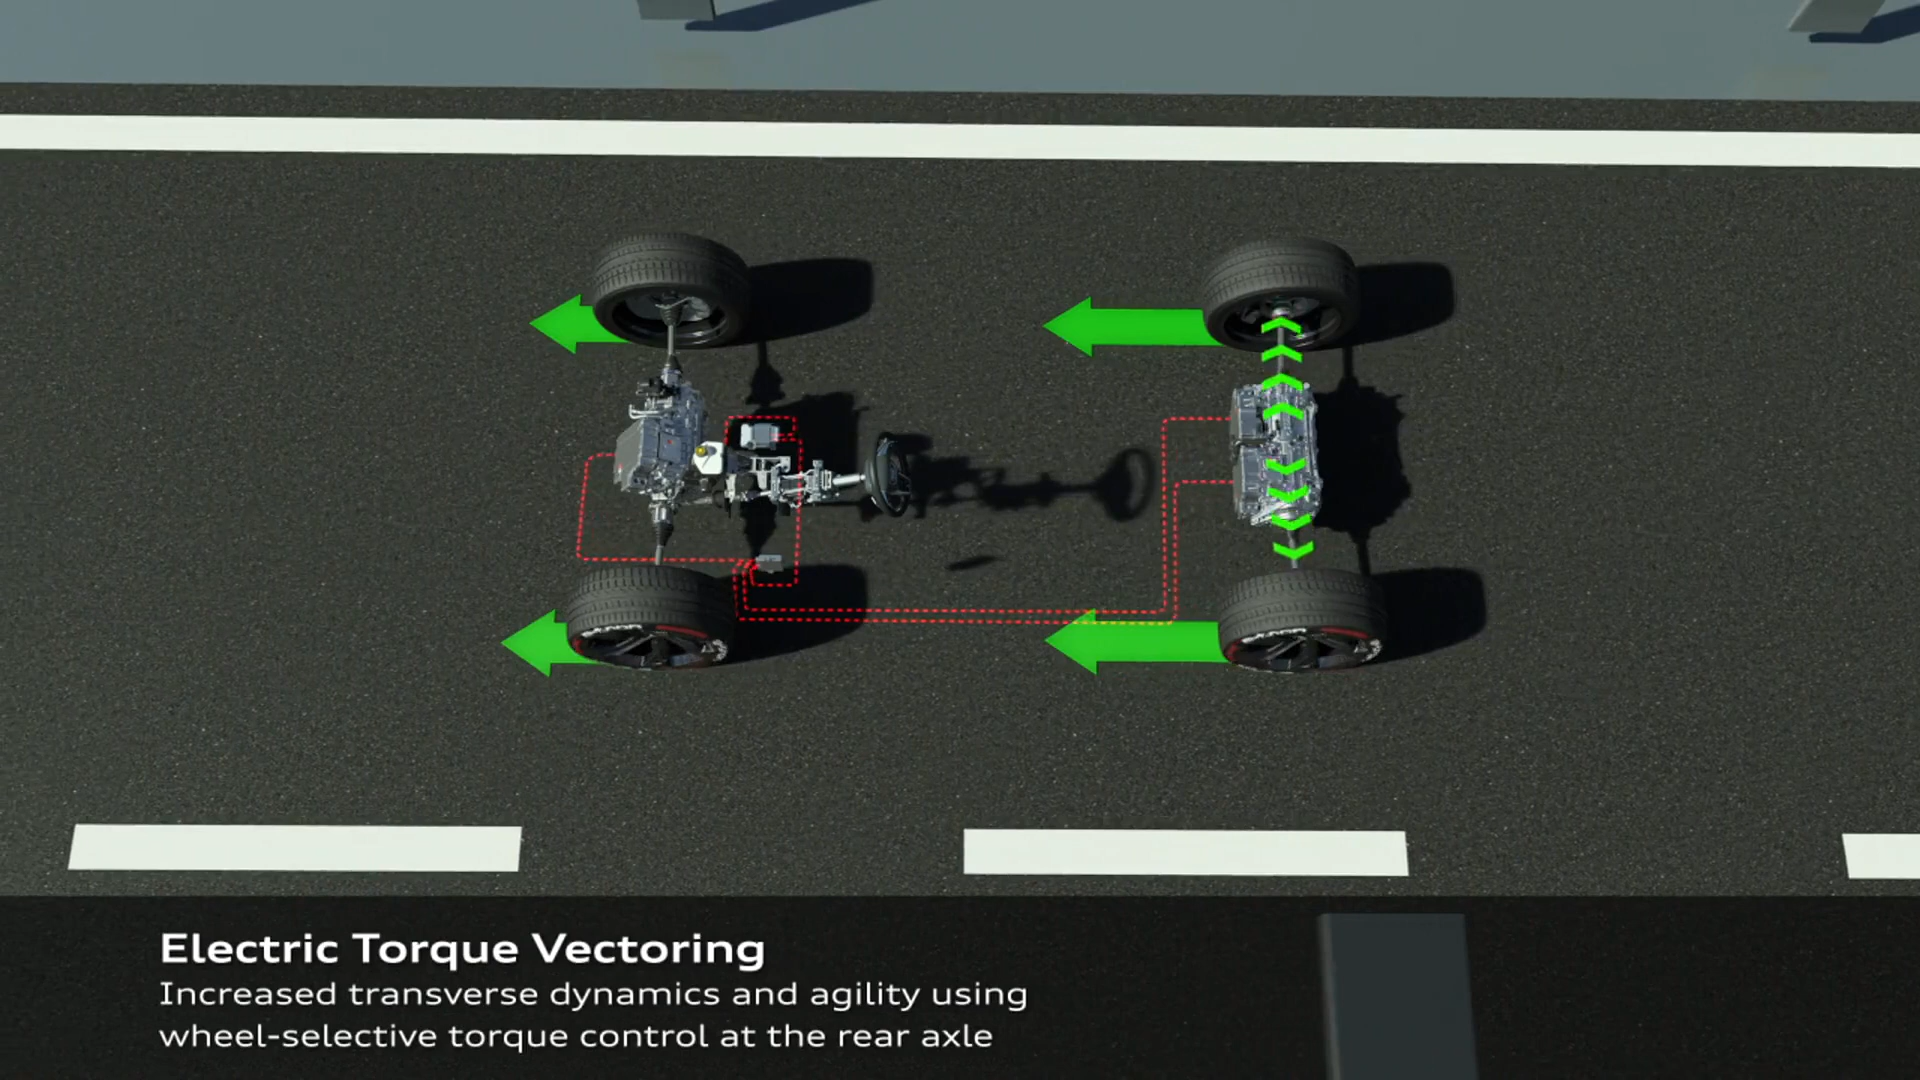 Electric Torque Vectoring
Increased transverse dynamics and agility using
wheel-selective torque control at the rear axle